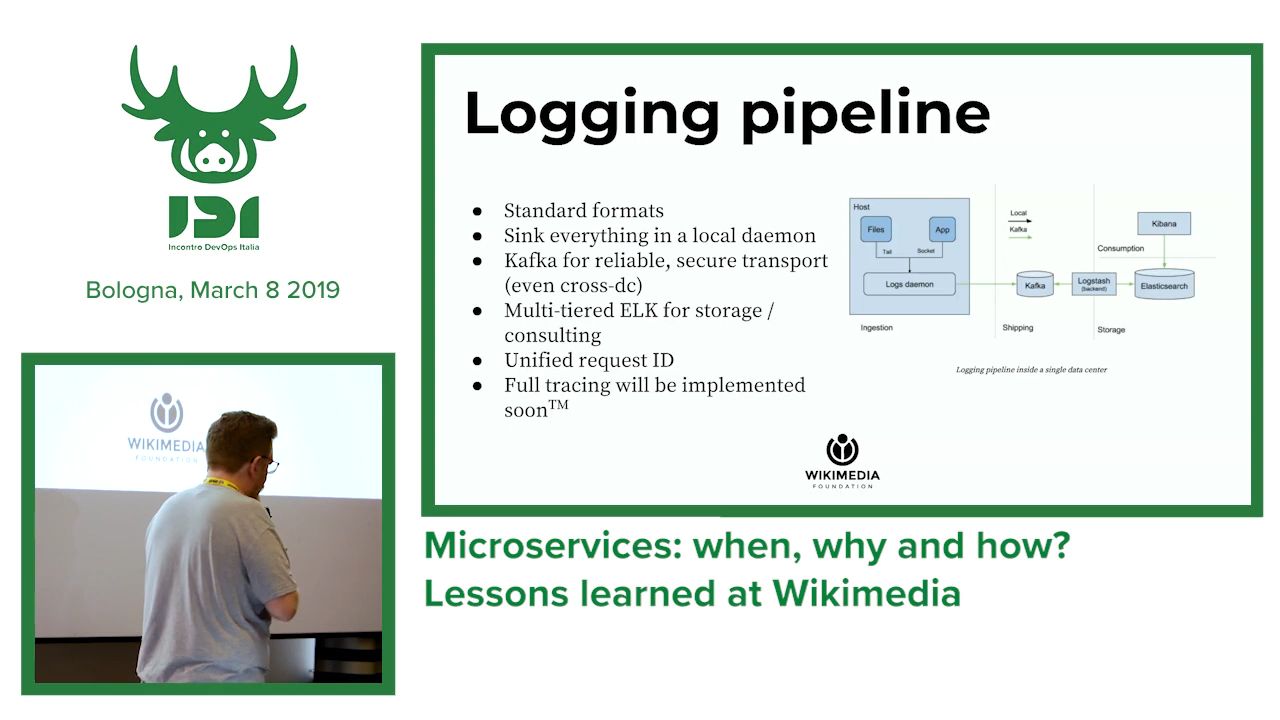 IDI
Incontro DevOps Italia
Bologna, March 8 2019
WIKIMEDIA
FOUNDATION
Logging pipeline
● Standard formats
● Sink everything in a local daemon
● Kafka for reliable, secure transport
(even cross-dc)
● Multi-tiered ELK for storage /
consulting
● Unified request ID
● Full tracing will be implemented
soonTM
Host
Files
App
Tail
Socket
Logs daemon
Ingestion
Local
Kafka
Kafka
Shipping
Logstash
(backend)
Consumption
Kibana
Elasticsearch
Storage
Logging pipeline inside a single data center
WIKIMEDIA
FOUNDATION
Microservices: when, why and how?
Lessons learned at Wikimedia